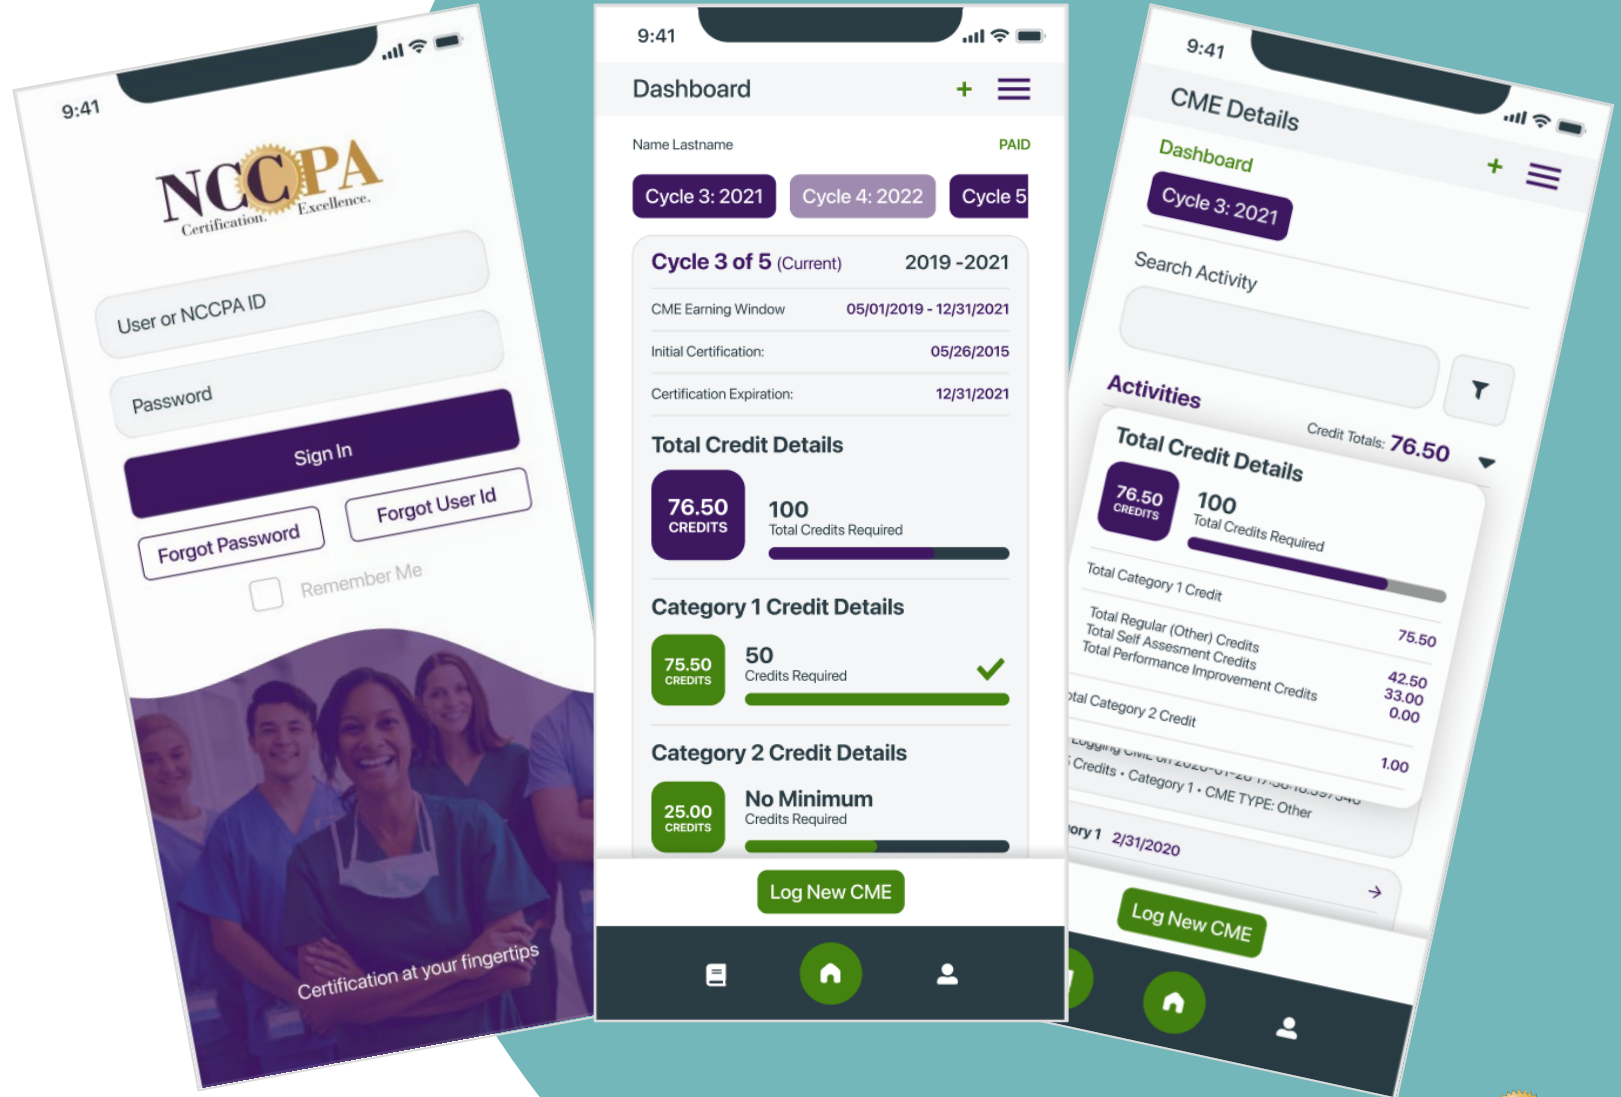 9:41
NCCPA
Certification. Excellence.
User or NCCPA ID
Password
Sign In
Forgot Password
Forgot User Id
Remember Me
Certification at your fingertips
9:41
Dashboard
+
Name Lastname
PAID
Cycle 3: 2021
Cycle 4: 2022
Cycle 5
Cycle 3 of 5 (Current) 2019 -2021
CME Earning Window 05/01/2019 - 12/31/2021
Initial Certification: 05/26/2015
Certification Expiration: 12/31/2021
Total Credit Details
76.50
CREDITS
100
Total Credits Required
Category 1 Credit Details
75.50
CREDITS
50
Credits Required
Category 2 Credit Details
25.00
CREDITS
No Minimum
Credits Required
Log New CME
9:41
CME Details
Dashboard
+
Cycle 3: 2021
Search Activity
Activities
Credit Totals: 76.50
Total Credit Details
76.50
CREDITS
100
Total Credits Required
Total Category 1 Credit
75.50
Total Regular (Other) Credits 42.50
Total Self Assesment Credits 33.00
Total Performance Improvement Credits 0.00
otal Category 2 Credit
1.00
Logging CME on
Credits • Category 1 • CME TYPE: Other
ory 1 2/31/2020
Log New CME